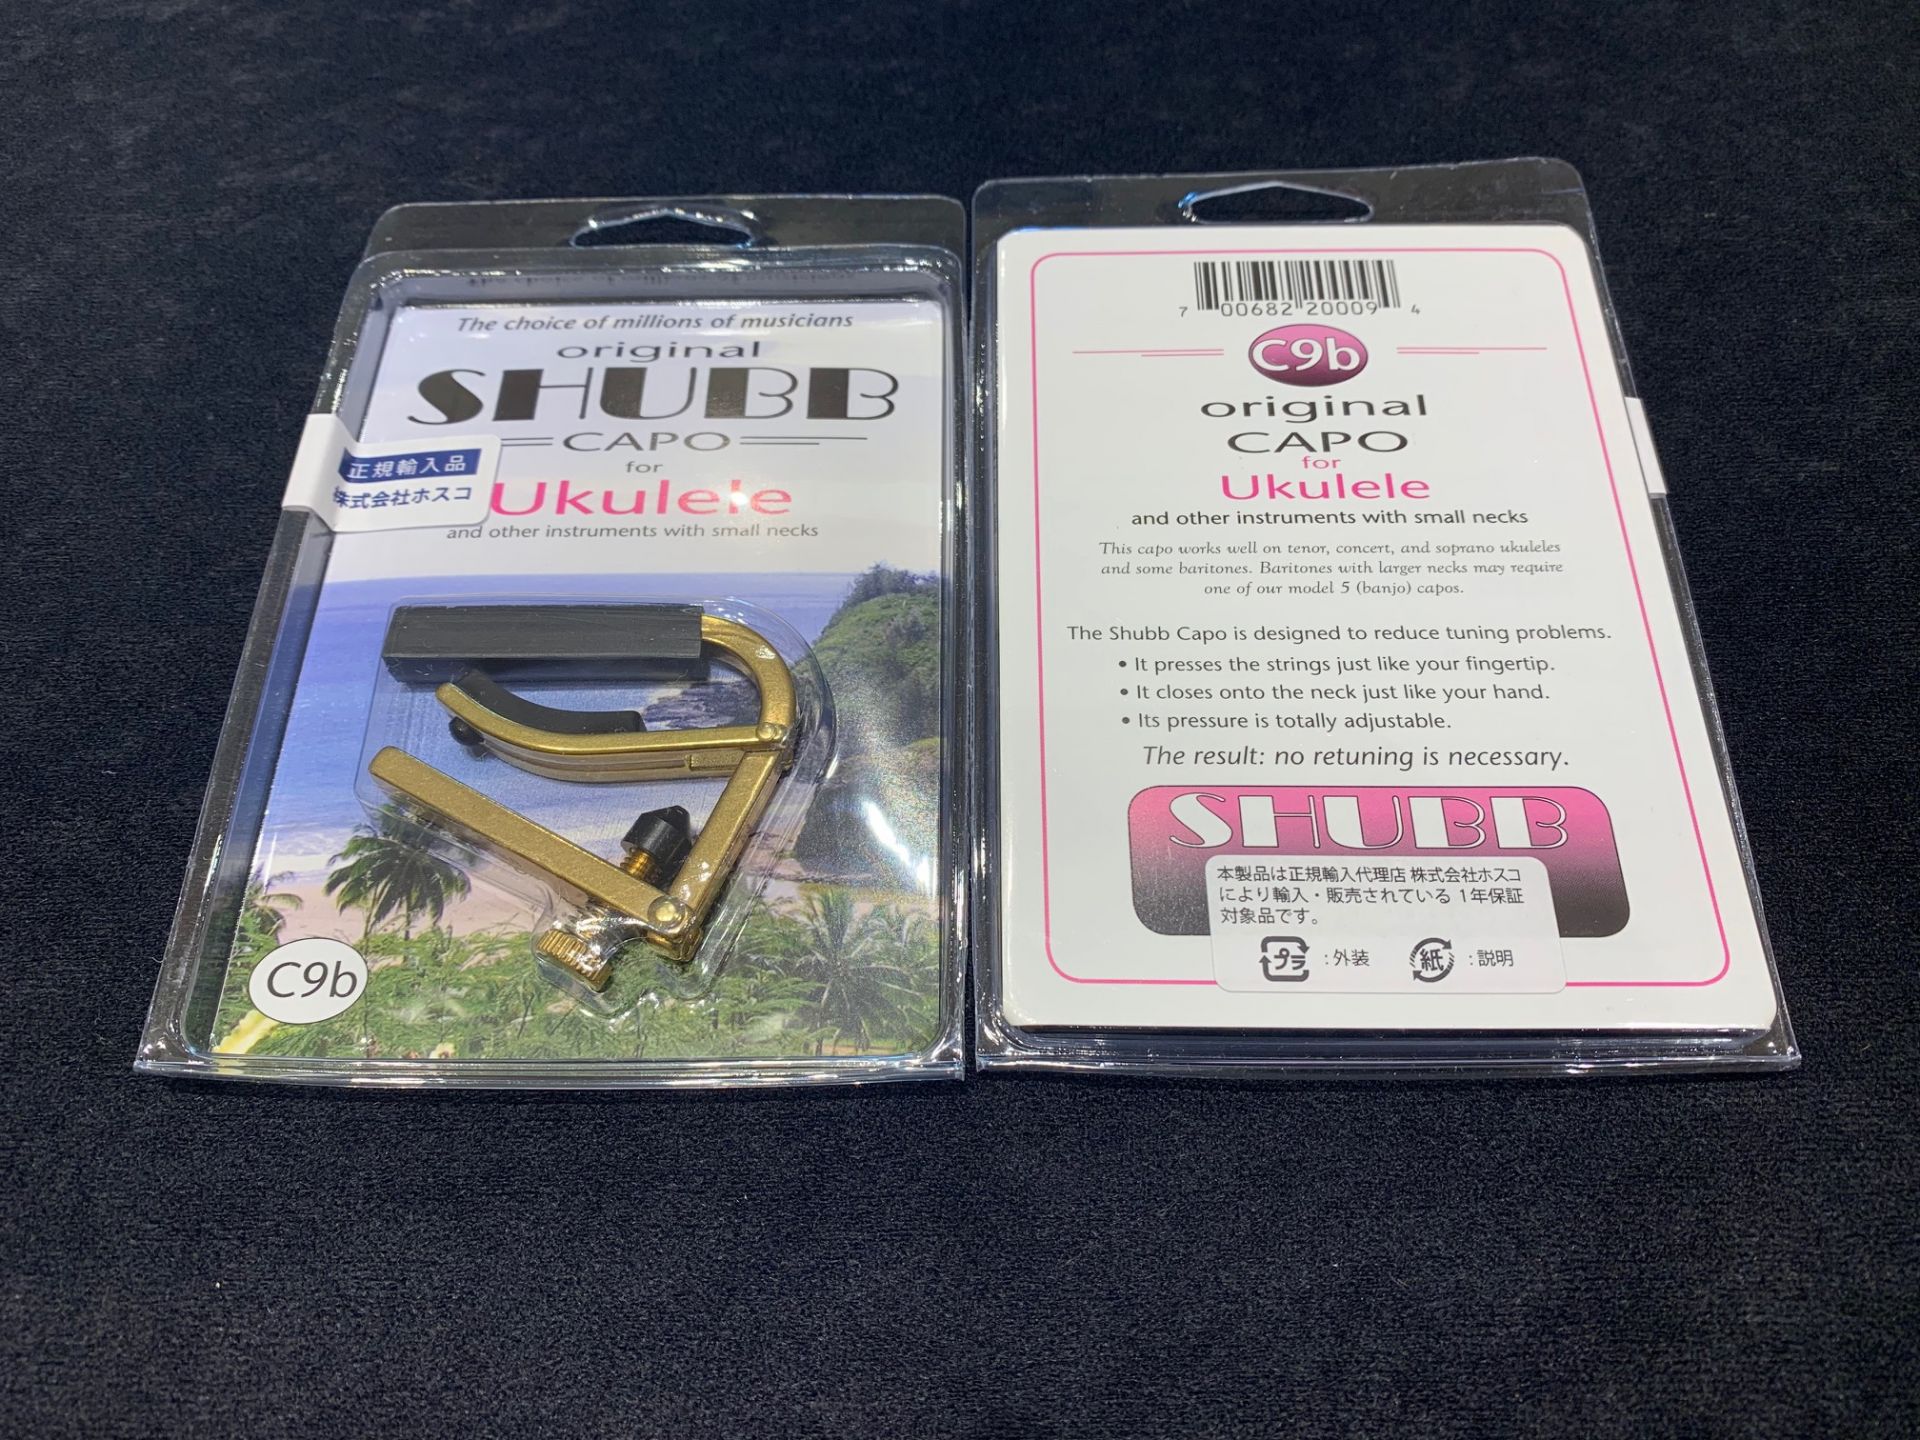 The choice of millions of musicians
original
SHUBB
CAPO
for
Ukulele
and other instruments with small necks
正規輸入品
株式会社ホスコ
C9b
7 00682 20009 4
C9b
original
CAPO
for
Ukulele
and other instruments with small necks
This capo works well on tenor, concert, and soprano ukuleles
and some baritones. Baritones with larger necks may require
one of our model 5 (banjo) capos.
The Shubb Capo is designed to reduce tuning problems.
• It presses the strings just like your fingertip.
• It closes onto the neck just like your hand.
• Its pressure is totally adjustable.
The result: no retuning is necessary.
SHUBB
本製品は正規輸入代理店 株式会社ホスコ
により輸入・販売されている 1年保証
対象品です。
プラ :外装 紙 :説明